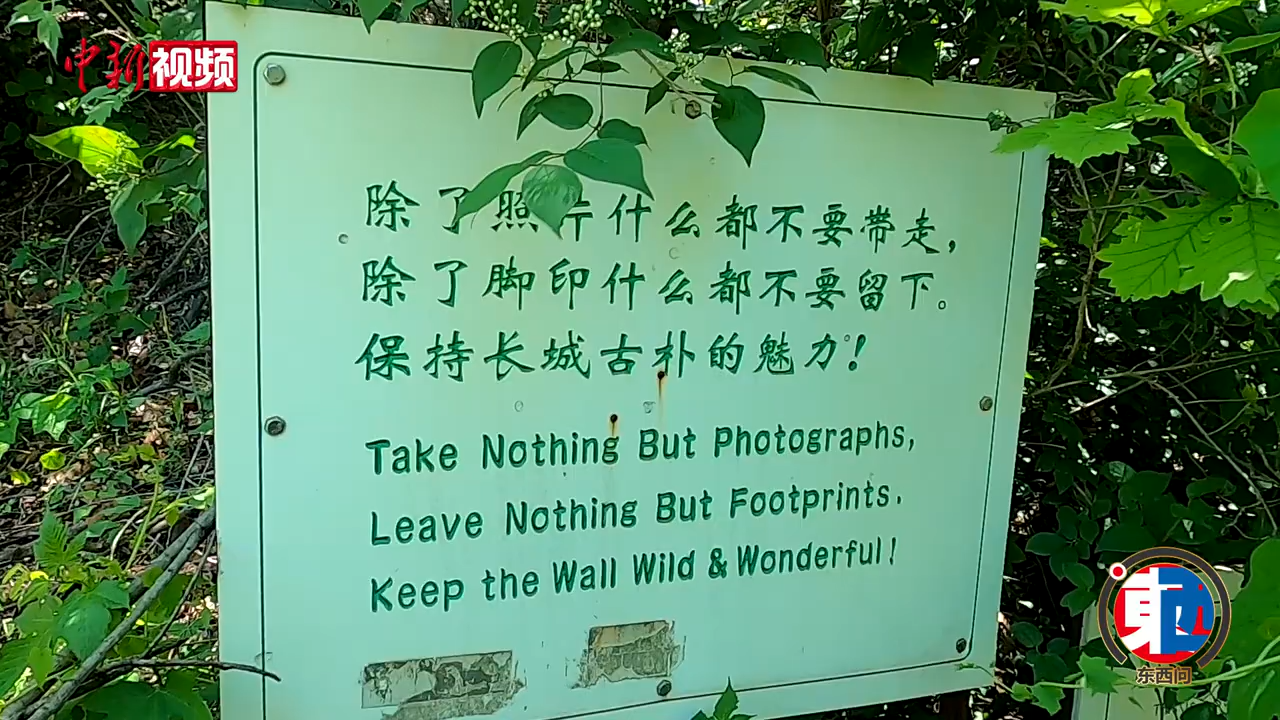 中新视频
除了照片什么都不要带走，
除了脚印什么都不要留下。
保持长城古朴的魅力！
Take Nothing But Photographs,
Leave Nothing But Footprints.
Keep the Wall Wild & Wonderful!
东西问